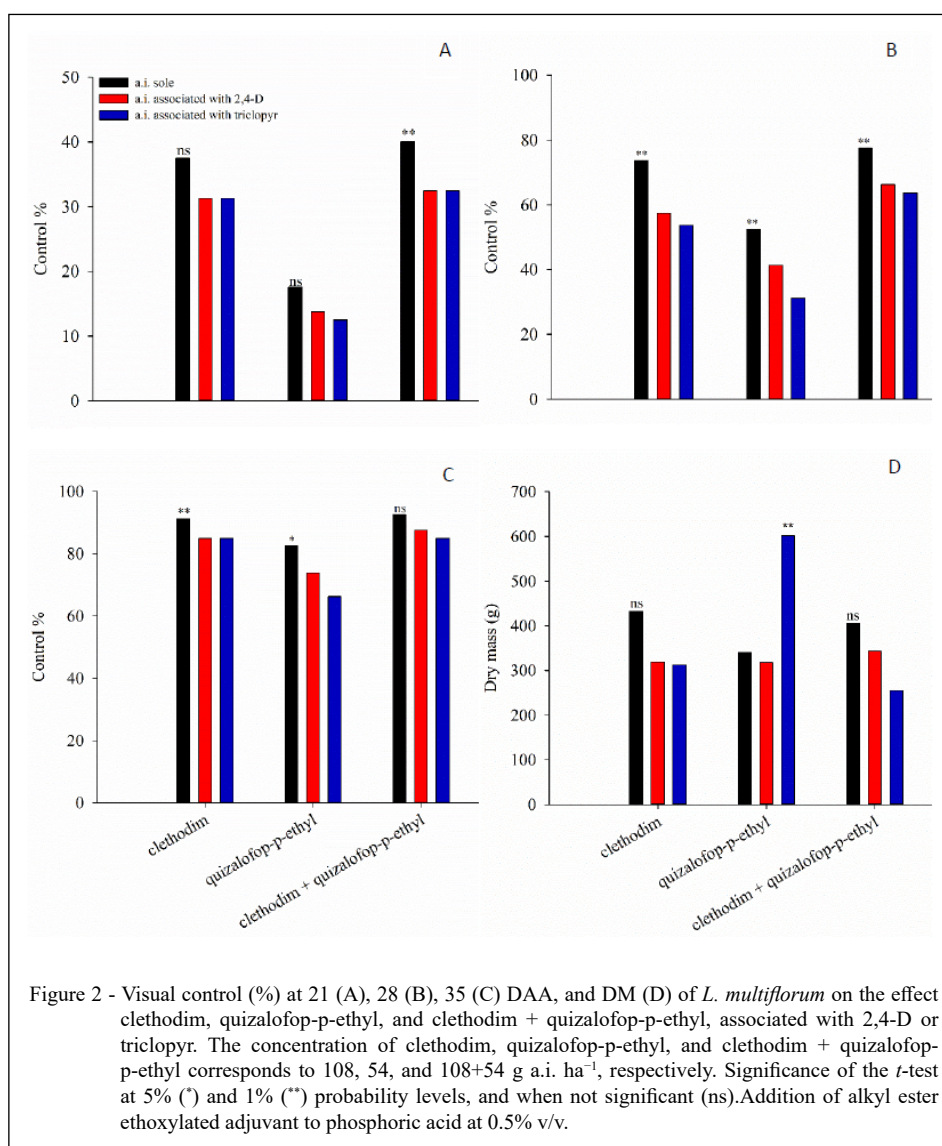 A
50
40
30
20
10
0
Control %
a.i. sole
a.i. associated with 2,4-D
a.i. associated with triclopyr
ns
ns
**
B
100
80
60
40
20
0
Control %
**
**
**
C
100
80
60
40
20
0
Control %
**
*
ns
clethodim
quizalofop-p-ethyl
clethodim + quizalofop-p-ethyl
D
700
600
500
400
300
200
100
0
Dry mass (g)
ns
**
ns
clethodim
quizalofop-p-ethyl
clethodim + quizalofop-p-ethyl
Figure 2 - Visual control (%) at 21 (A), 28 (B), 35 (C) DAA, and DM (D) of L. multiflorum on the effect
clethodim, quizalofop-p-ethyl, and clethodim + quizalofop-p-ethyl, associated with 2,4-D or
triclopyr. The concentration of clethodim, quizalofop-p-ethyl, and clethodim + quizalofop-
p-ethyl corresponds to 108, 54, and 108+54 g a.i. ha⁻¹, respectively. Significance of the t-test
at 5% (*) and 1% (**) probability levels, and when not significant (ns).Addition of alkyl ester
ethoxylated adjuvant to phosphoric acid at 0.5% v/v.